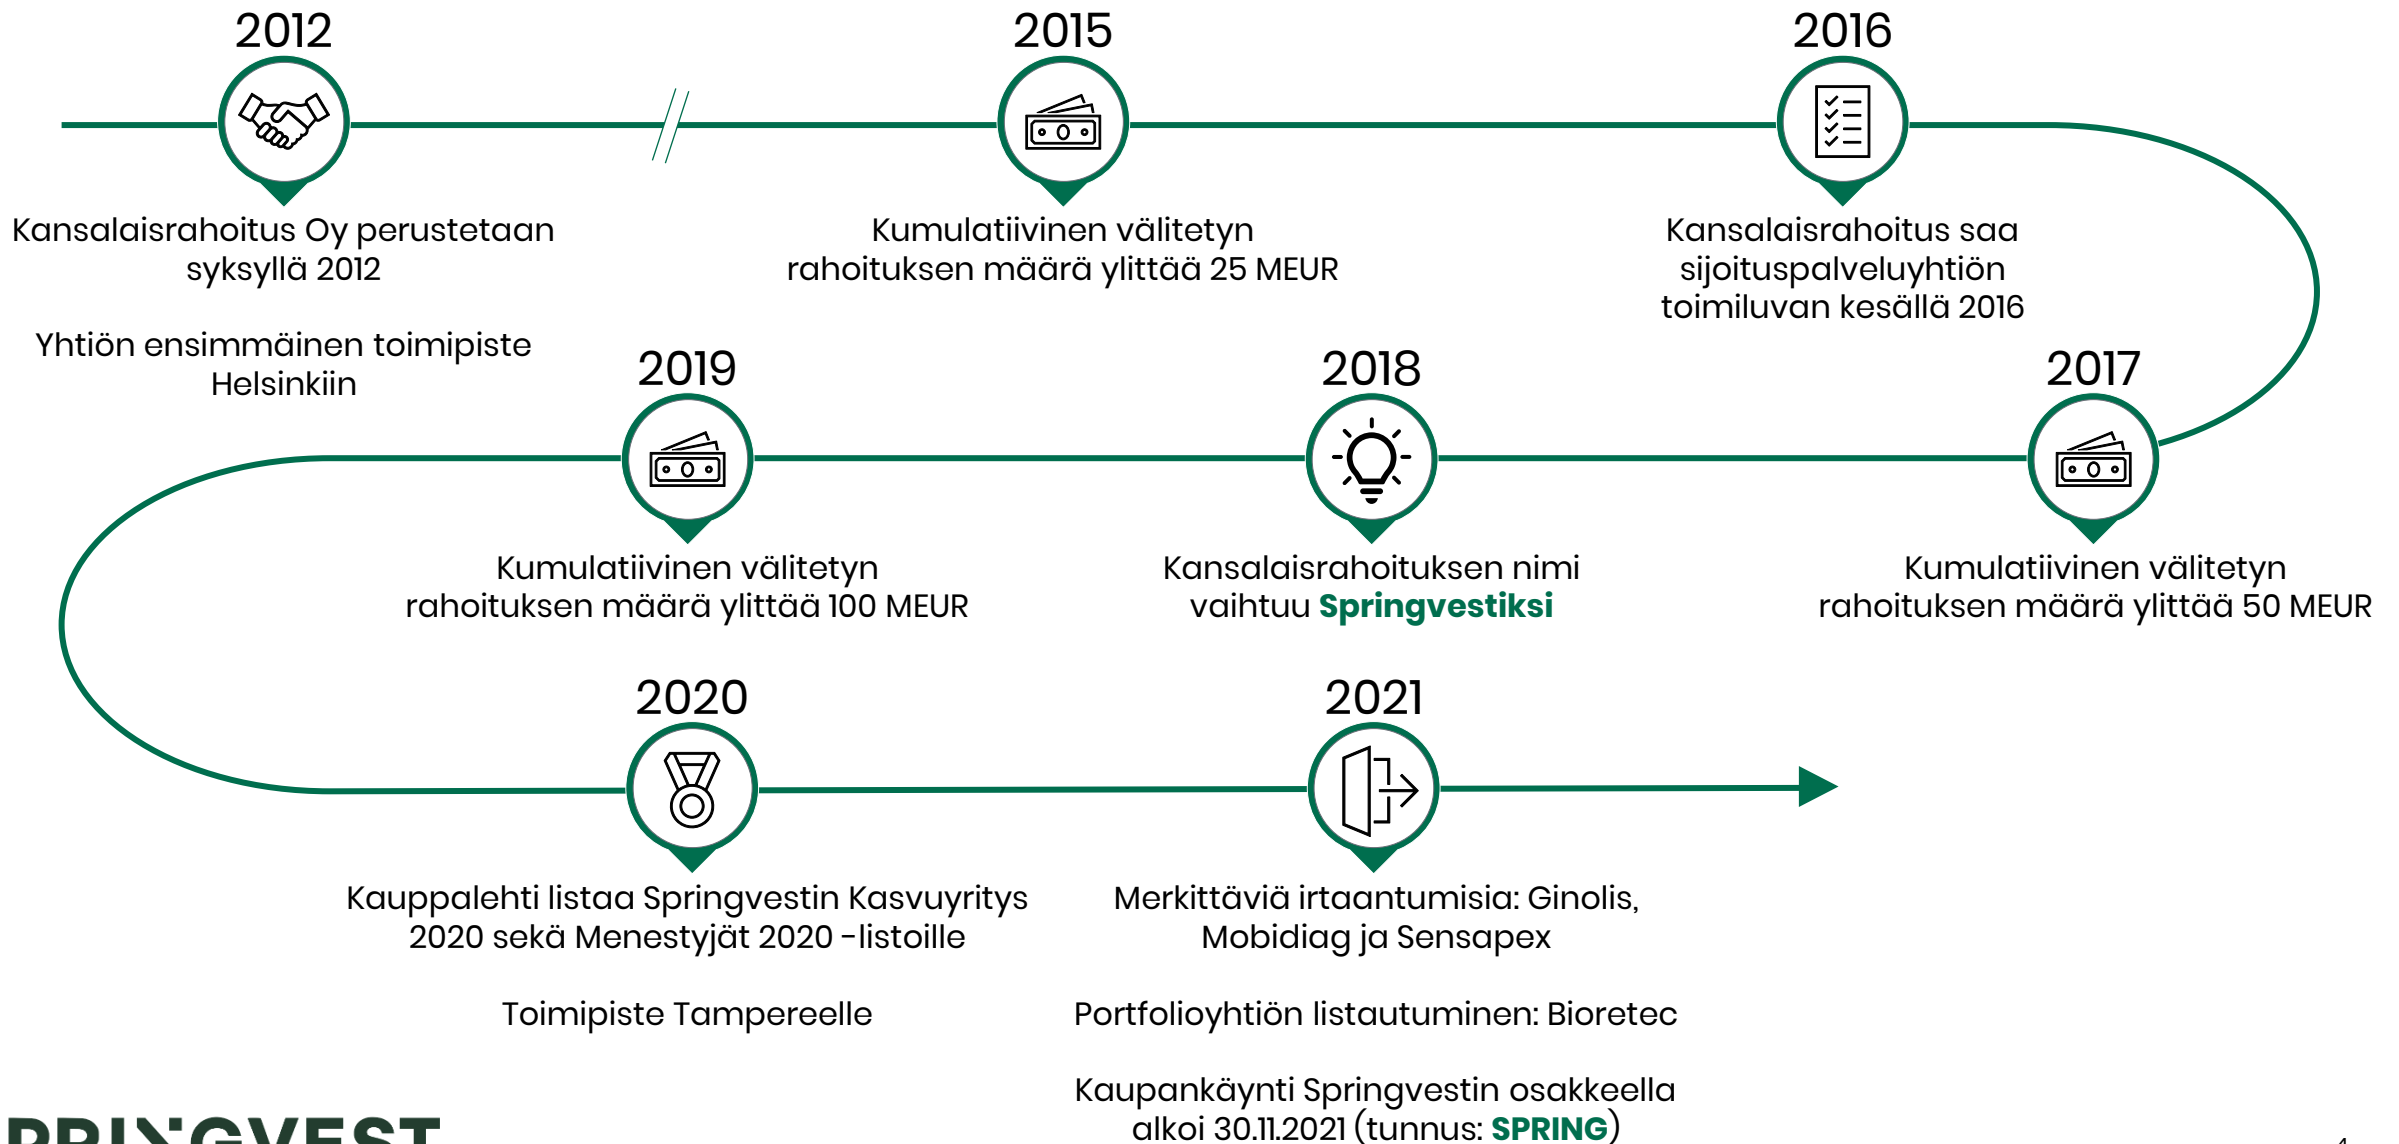 2012
Kansalaisrahoitus Oy perustetaan
syksyllä 2012
Yhtiön ensimmäinen toimipiste
Helsinkiin
2015
Kumulatiivinen välitetyn
rahoituksen määrä ylittää 25 MEUR
2016
Kansalaisrahoitus saa
sijoituspalveluyhtiön
toimiluvan kesällä 2016
2017
Kumulatiivinen välitetyn
rahoituksen määrä ylittää 50 MEUR
2018
Kansalaisrahoituksen nimi
vaihtuu Springvestiksi
2019
Kumulatiivinen välitetyn
rahoituksen määrä ylittää 100 MEUR
2020
Kauppalehti listaa Springvestin Kasvuyritys
2020 sekä Menestyjät 2020 -listoille
Toimipiste Tampereelle
2021
Merkittäviä irtaantumisia: Ginolis,
Mobidiag ja Sensapex
Portfolioyhtiön listautuminen: Bioretec
Kaupankäynti Springvestin osakkeella
alkoi 30.11.2021 (tunnus: SPRING)
PRINGVEST